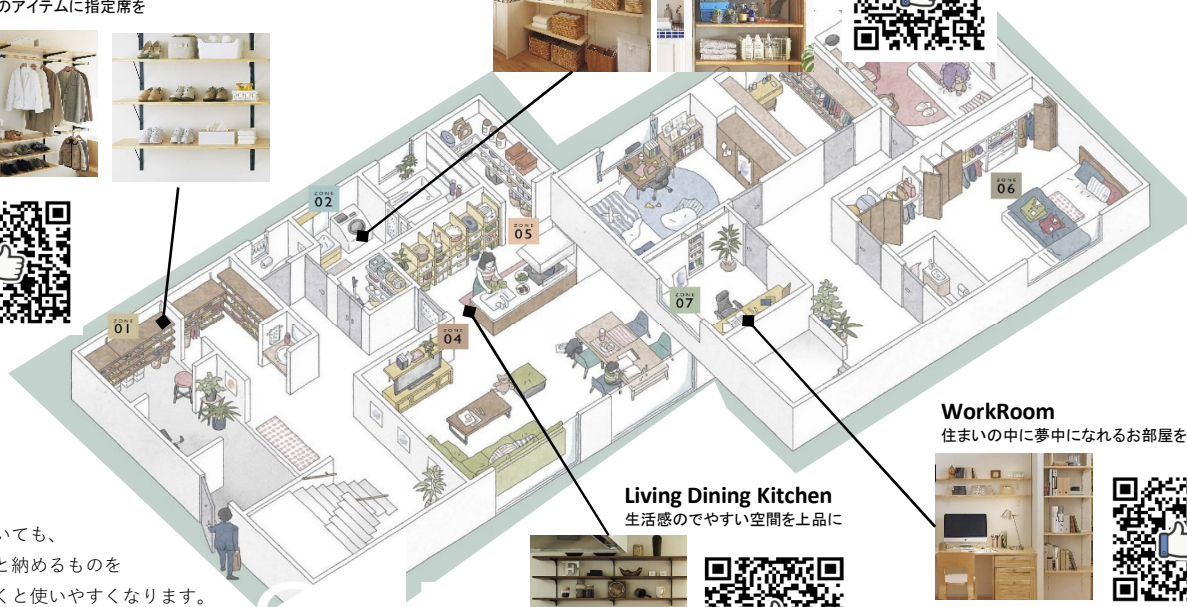 のアイテムに指定席を
ZONE
02
ZONE
05
ZONE
06
ZONE
07
ZONE
01
ZONE
04
WorkRoom
住まいの中に夢中になれるお部屋を
Living Dining Kitchen
生活感のでやすい空間を上品に
いても、
と納めるものを
くと使いやすくなります。